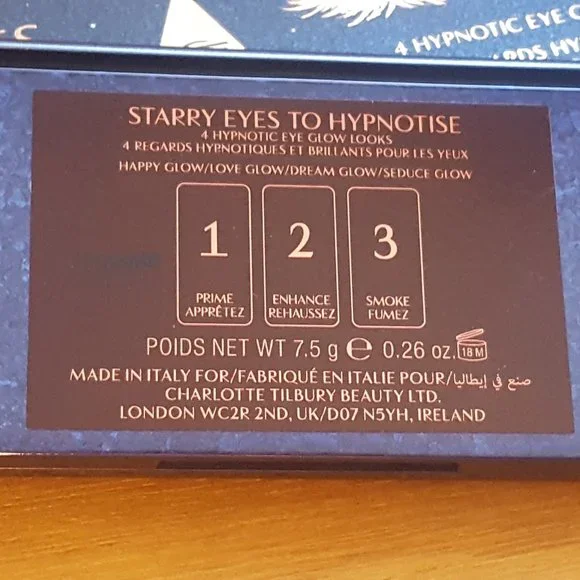 4 HYPNOTIC EYE
STARRY EYES TO HYPNOTISE
4 HYPNOTIC EYE GLOW LOOKS
4 REGARDS HYPNOTIQUES ET BRILLANTS POUR LES YEUX
HAPPY GLOW/LOVE GLOW/DREAM GLOW/SEDUCE GLOW
1
PRIME
APPRÊTEZ
2
ENHANCE
REHAUSSEZ
3
SMOKE
FUMEZ
POIDS NET WT 7.5 g ℮ 0.26 oz. 18 M
MADE IN ITALY FOR/FABRIQUÉ EN ITALIE POUR/صنع في إيطاليا
CHARLOTTE TILBURY BEAUTY LTD.
LONDON WC2R 2ND, UK/D07 N5YH, IRELAND